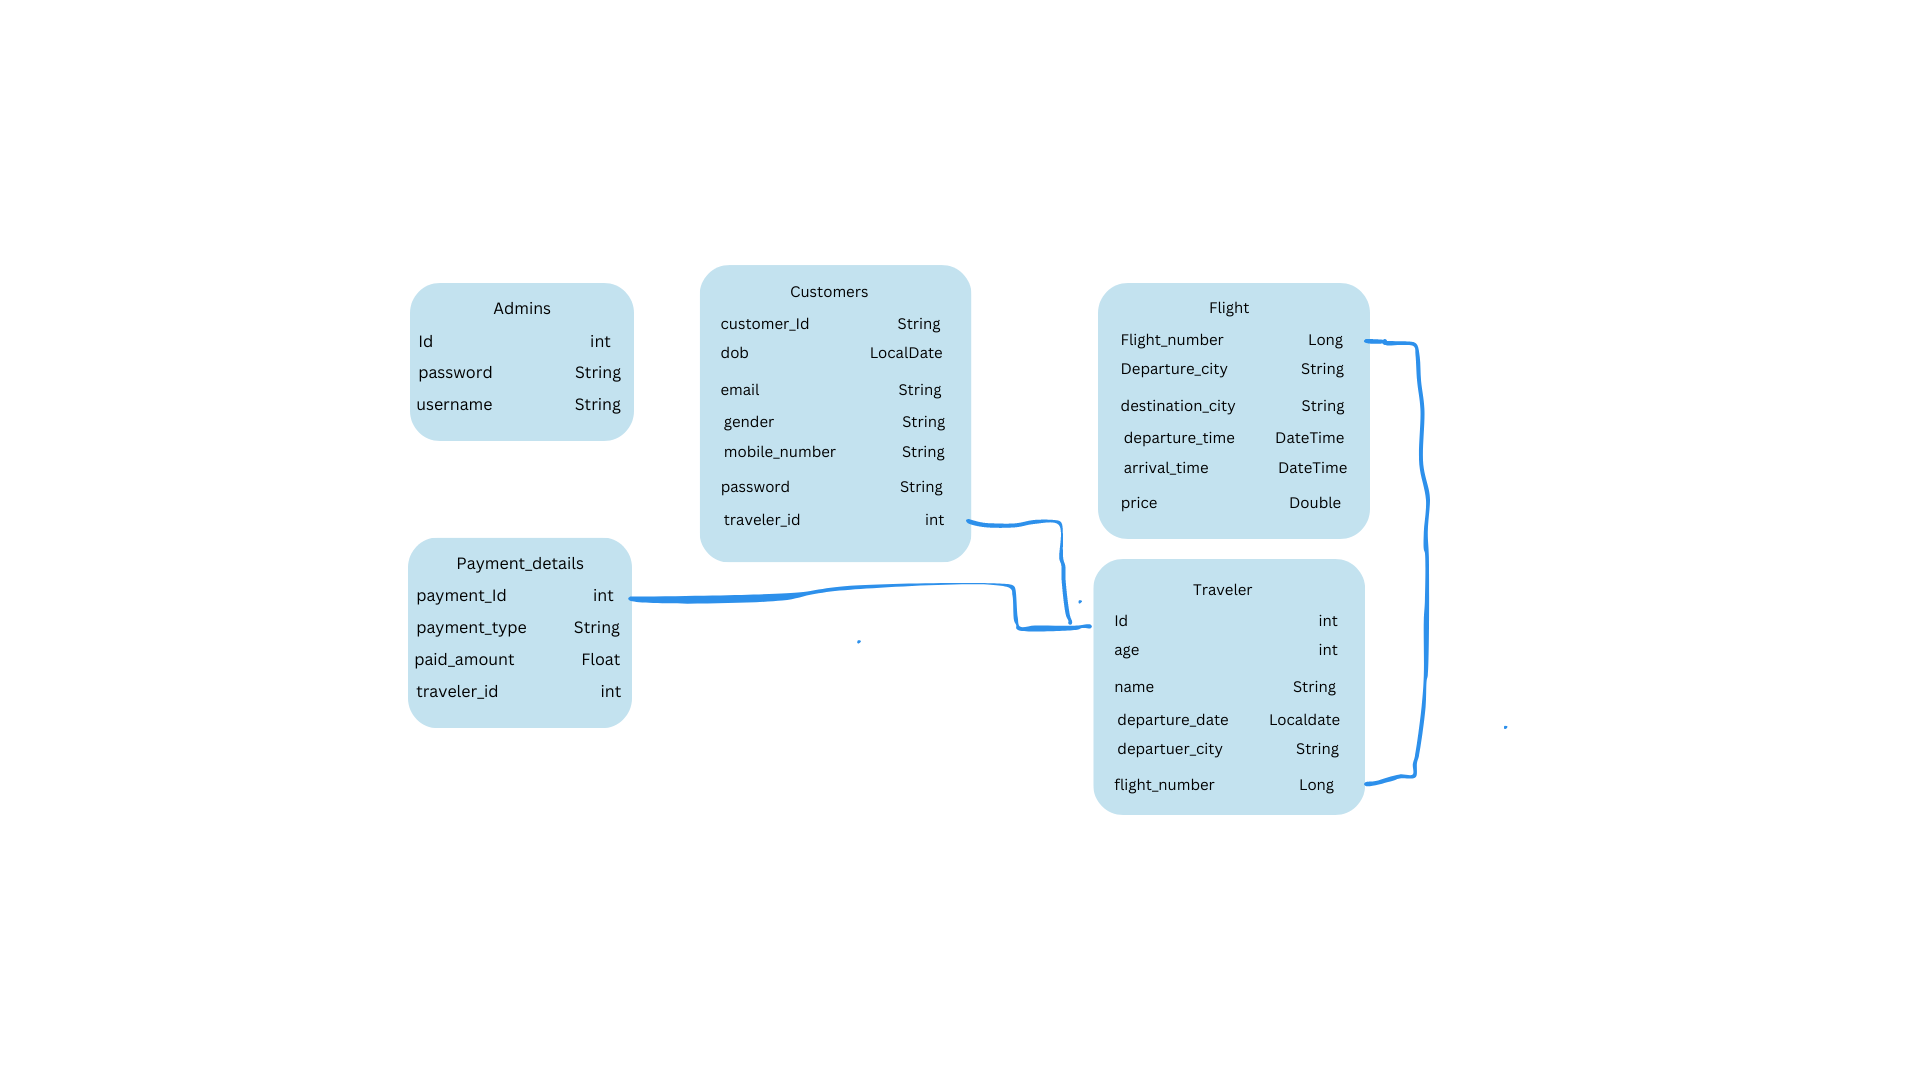 Admins
Id int
password String
username String
Customers
customer_Id String
dob LocalDate
email String
gender String
mobile_number String
password String
traveler_id int
Flight
Flight_number Long
Departure_city String
destination_city String
departure_time DateTime
arrival_time DateTime
price Double
Payment_details
payment_Id int
payment_type String
paid_amount Float
traveler_id int
Traveler
Id int
age int
name String
departure_date Localdate
departuer_city String
flight_number Long